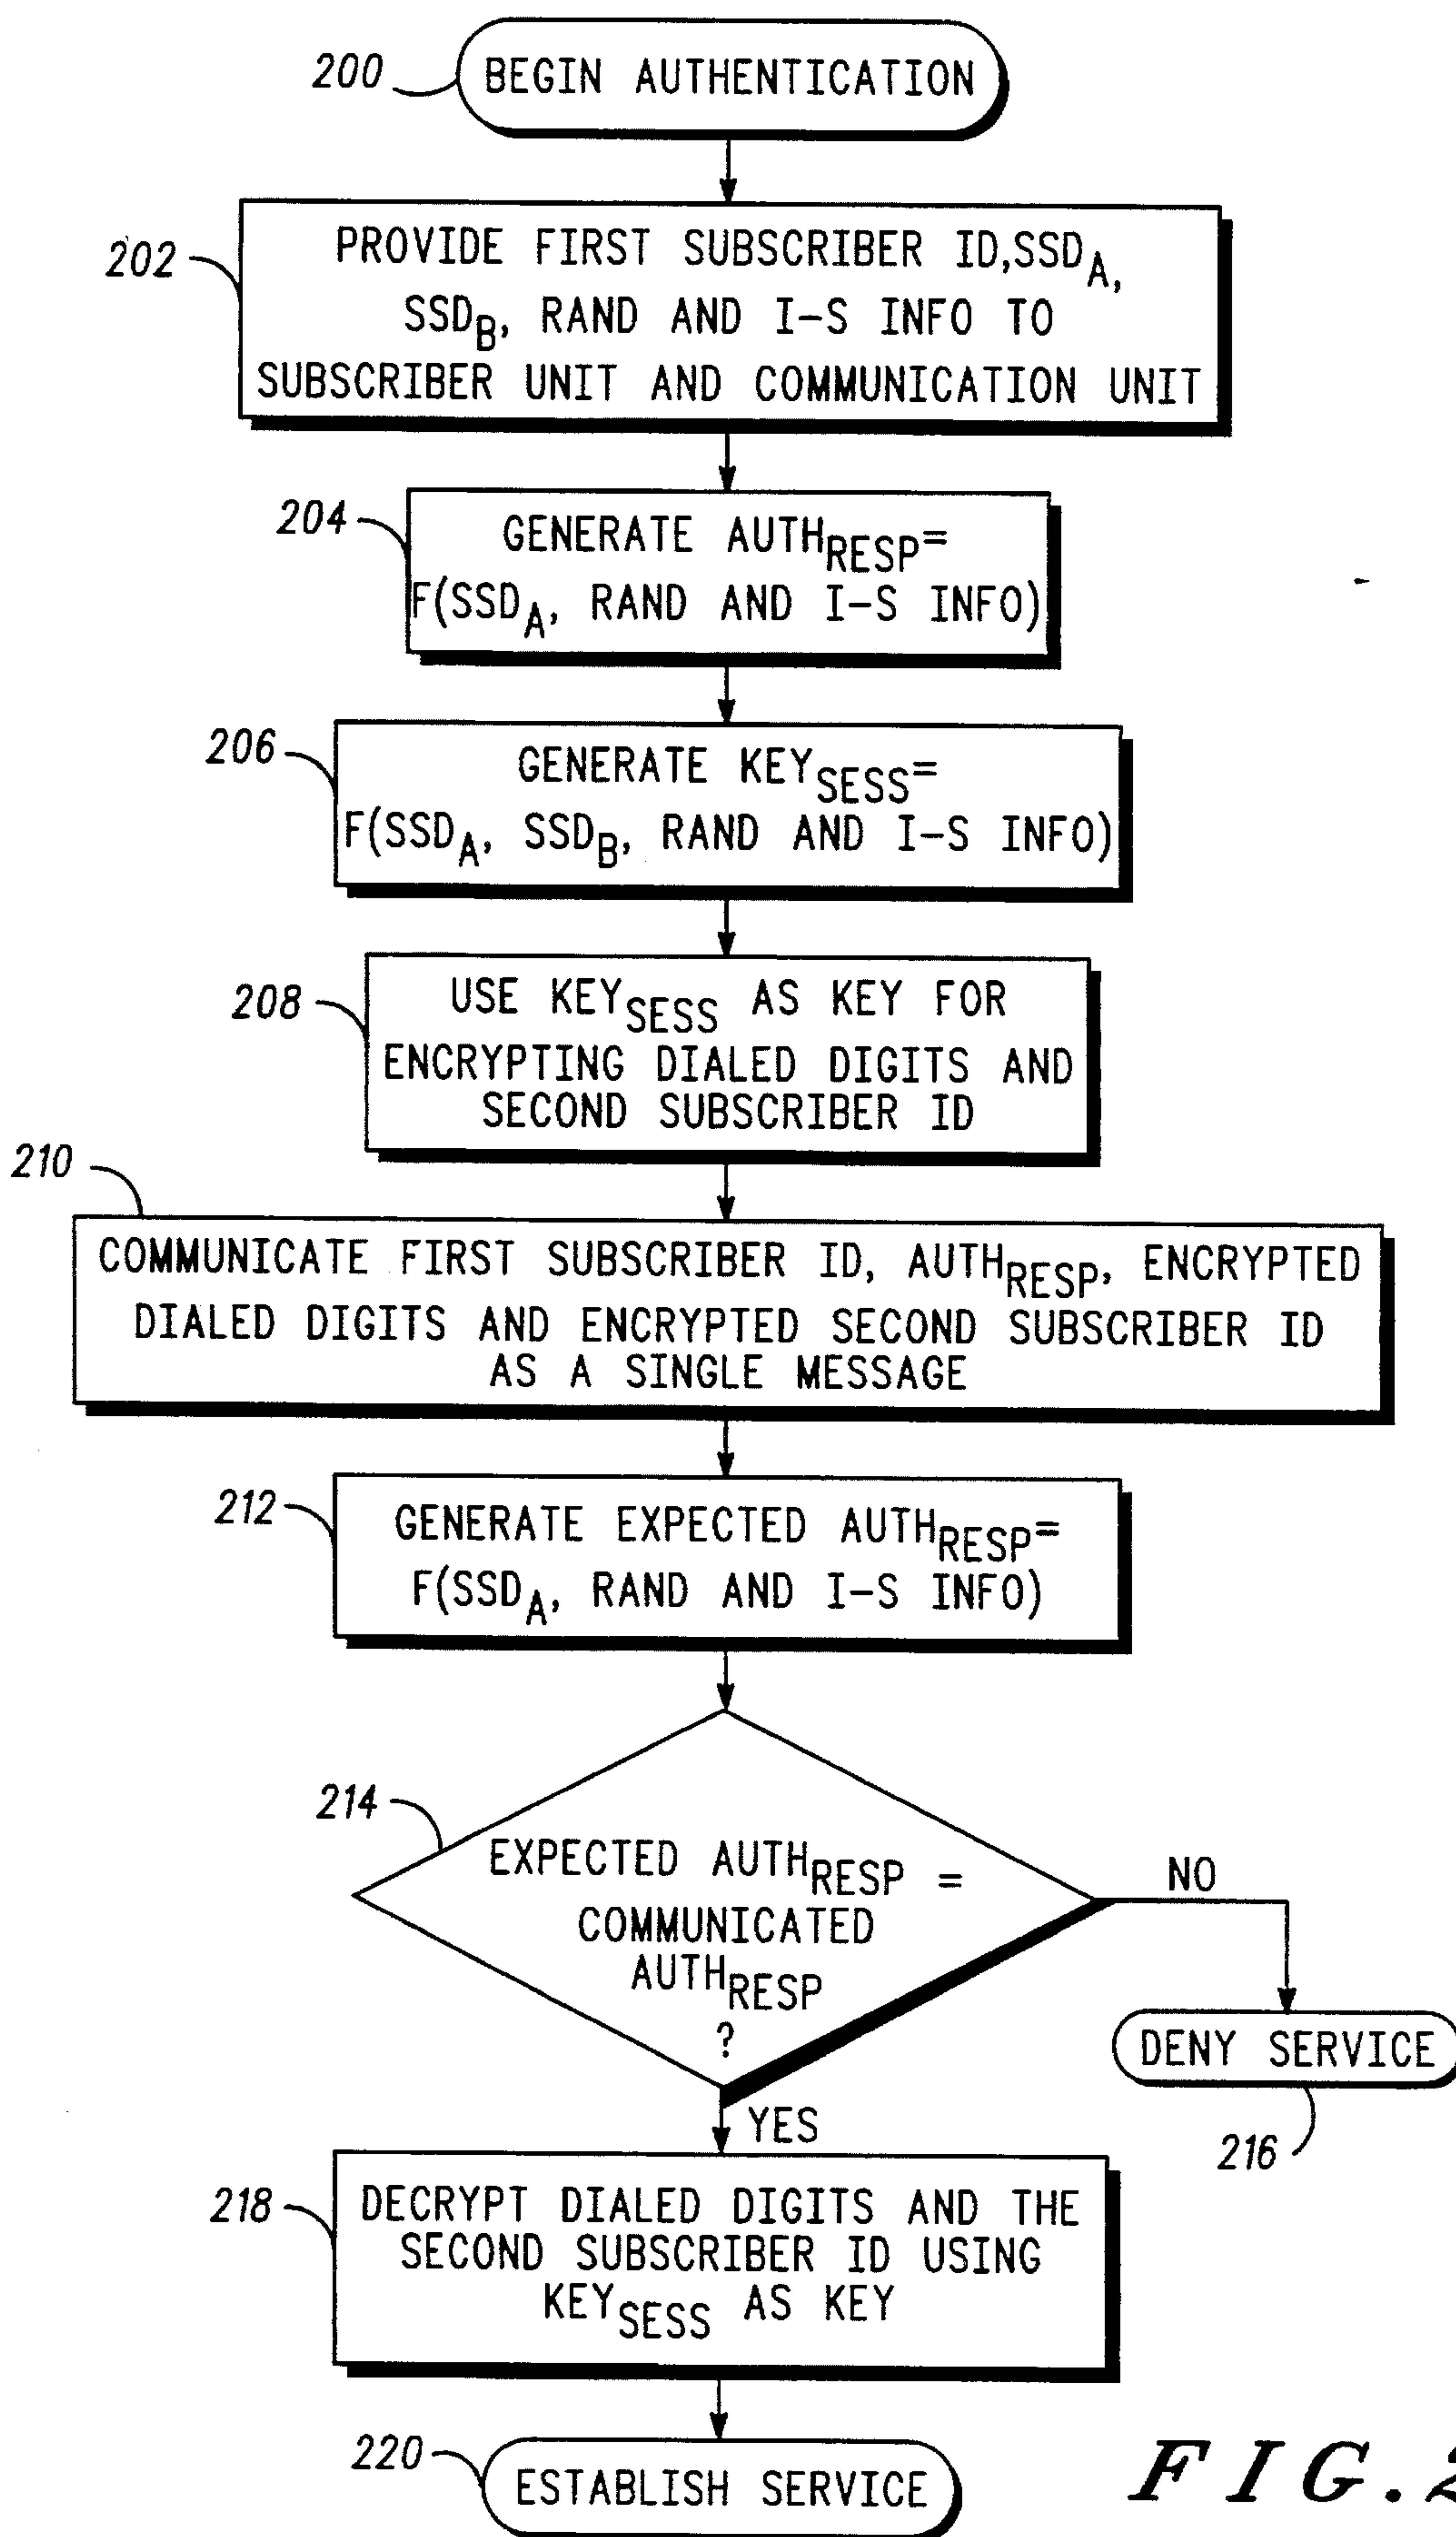 200
BEGIN AUTHENTICATION
202
PROVIDE FIRST SUBSCRIBER ID,SSDA,
SSDB, RAND AND I-S INFO TO
SUBSCRIBER UNIT AND COMMUNICATION UNIT
204
GENERATE AUTHRESP=
F(SSDA, RAND AND I-S INFO)
206
GENERATE KEYSESS=
F(SSDA, SSDB, RAND AND I-S INFO)
208
USE KEYSESS AS KEY FOR
ENCRYPTING DIALED DIGITS AND
SECOND SUBSCRIBER ID
210
COMMUNICATE FIRST SUBSCRIBER ID, AUTHRESP, ENCRYPTED
DIALED DIGITS AND ENCRYPTED SECOND SUBSCRIBER ID
AS A SINGLE MESSAGE
212
GENERATE EXPECTED AUTHRESP=
F(SSDA, RAND AND I-S INFO)
214
EXPECTED AUTHRESP =
COMMUNICATED
AUTHRESP
?
NO
DENY SERVICE
216
YES
218
DECRYPT DIALED DIGITS AND THE
SECOND SUBSCRIBER ID USING
KEYSESS AS KEY
220
ESTABLISH SERVICE
FIG.2